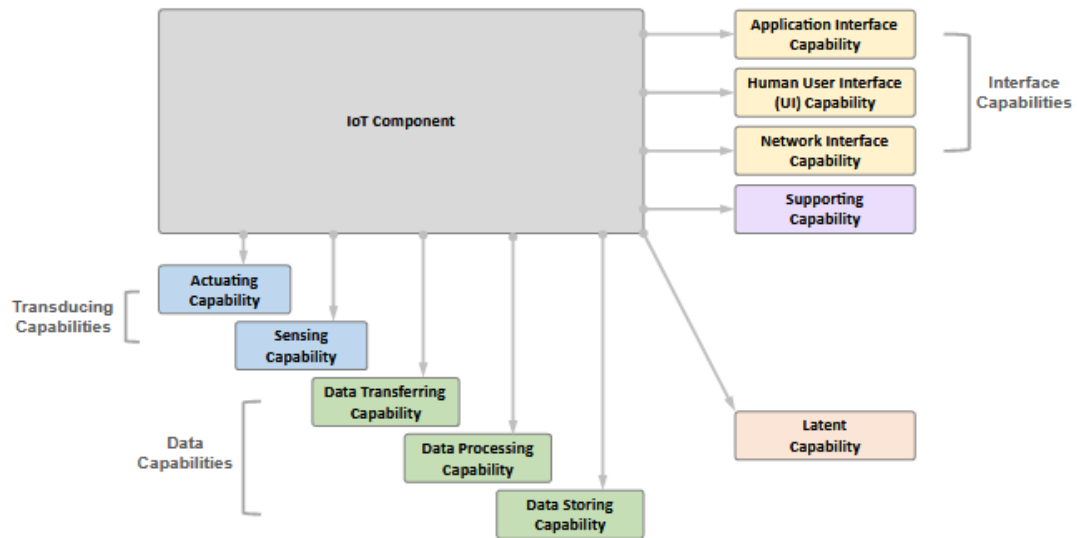 Application Interface
Capability
Human User Interface
(UI) Capability
Interface
Capabilities
IoT Component
Network Interface
Capability
Supporting
Capability
Actuating
Capability
Transducing
Capabilities
Sensing
Capability
Data Transferring
Capability
Data
Capabilities
Data Processing
Capability
Latent
Capability
Data Storing
Capability